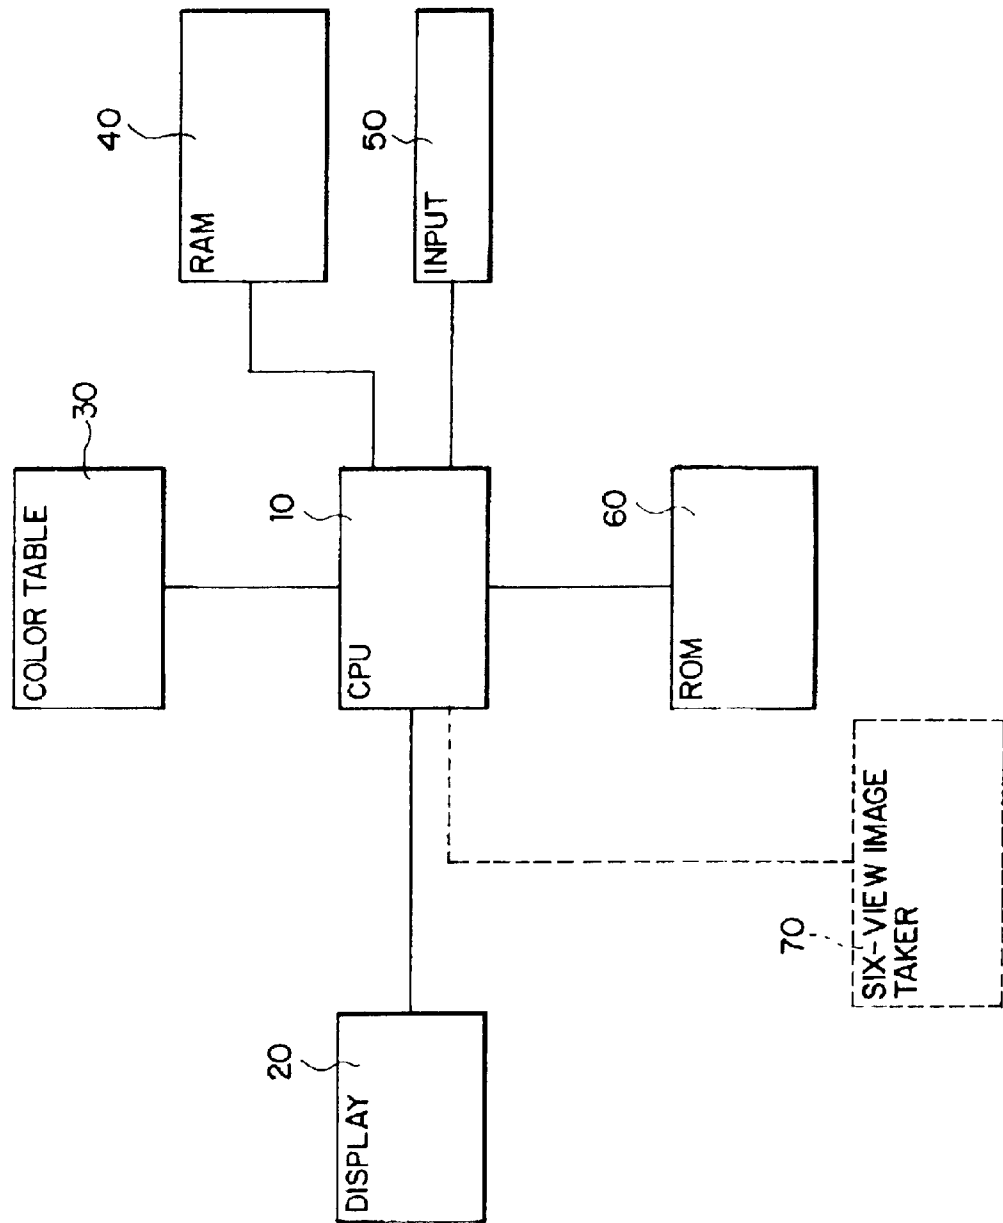 40
RAM
50
INPUT
30
COLOR TABLE
10
CPU
60
ROM
20
DISPLAY
70
SIX-VIEW IMAGE
TAKER